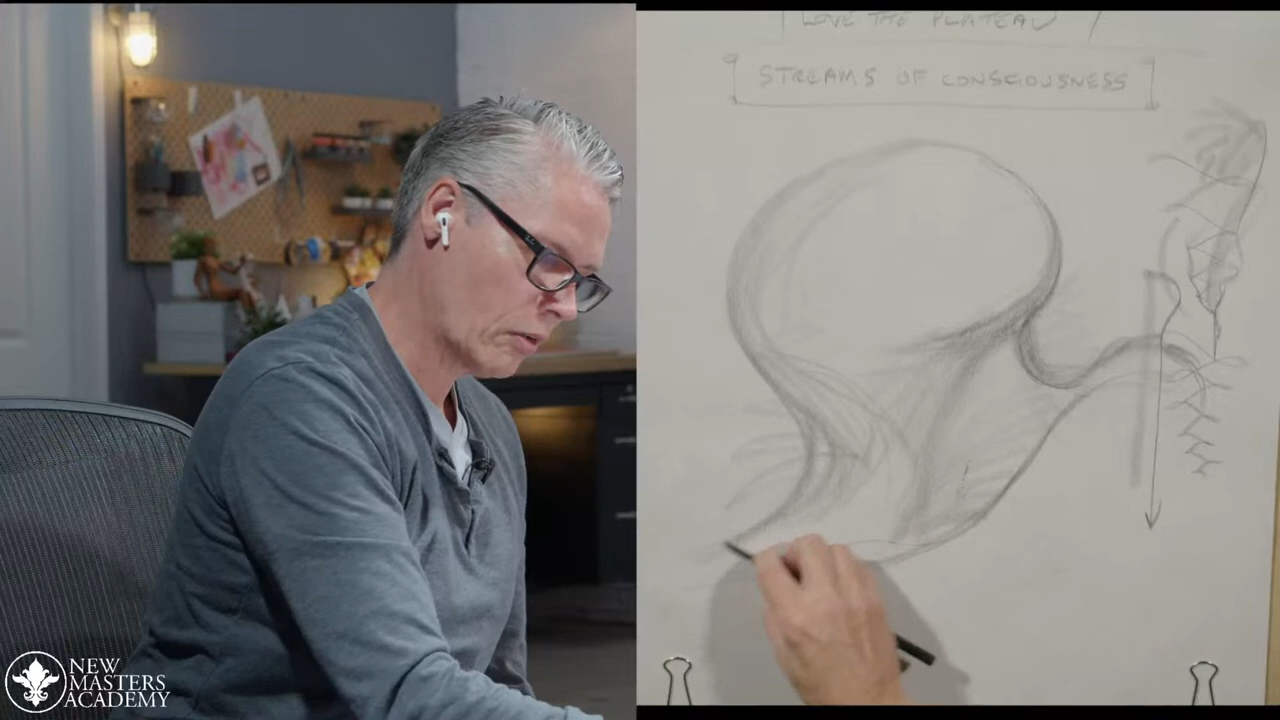 LOVE THE PLATEAU
STREAMS OF CONSCIOUSNESS
NEW
MASTERS
ACADEMY